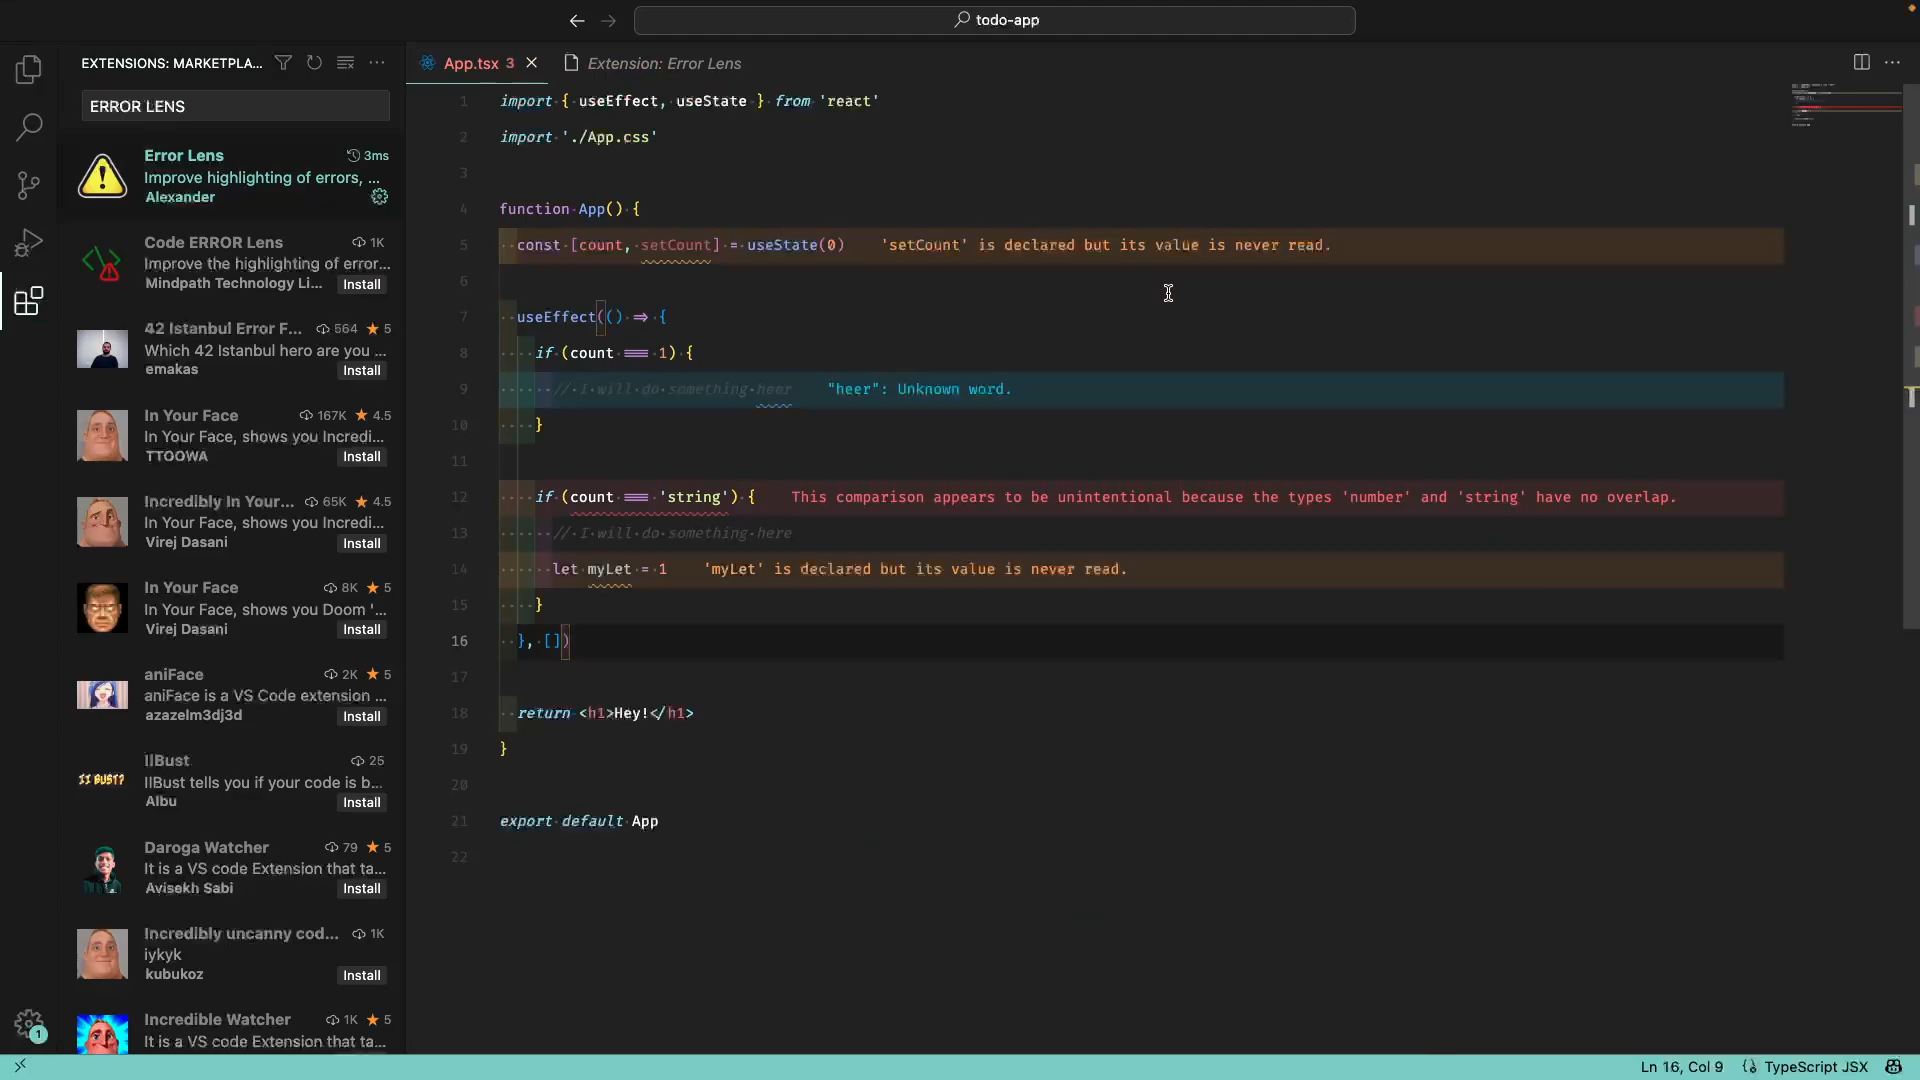 todo-app
EXTENSIONS: MARKETPLA...
ERROR LENS
Error Lens 3ms
Improve highlighting of errors, ...
Alexander
Code ERROR Lens 1K
Improve the highlighting of error...
Mindpath Technology Li... Install
42 Istanbul Error F... 564 ★ 5
Which 42 Istanbul hero are you ...
emakas Install
In Your Face 167K ★ 4.5
In Your Face, shows you Incredi...
TTOOWA Install
Incredibly In Your... 65K ★ 4.5
In Your Face, shows you Incredi...
Virej Dasani Install
In Your Face 8K ★ 5
In Your Face, shows you Doom '...
Virej Dasani Install
aniFace 2K ★ 5
aniFace is a VS Code extension ...
azazelm3dj3d Install
II BUST?
IIBust 25
IIBust tells you if your code is b...
Albu Install
Daroga Watcher 79 ★ 5
It is a VS code Extension that ta...
Avisekh Sabi Install
Incredibly uncanny cod... 1K
iykyk
kubukoz Install
Incredible Watcher 1K ★ 5
It is a VS code Extension that ta...
1
App.tsx 3 Extension: Error Lens
1 import { useEffect, useState } from 'react'
2 import './App.css'
3
4 function App() {
5 const [count, setCount] = useState(0) 'setCount' is declared but its value is never read.
6
7 useEffect(() => {
8 if (count === 1) {
9 // I will do something heer "heer": Unknown word.
10 }
11
12 if (count === 'string') { This comparison appears to be unintentional because the types 'number' and 'string' have no overlap.
13 // I will do something here
14 let myLet = 1 'myLet' is declared but its value is never read.
15 }
16 }, [])
17
18 return <h1>Hey!</h1>
19 }
20
21 export default App
22
Ln 16, Col 9 TypeScript JSX